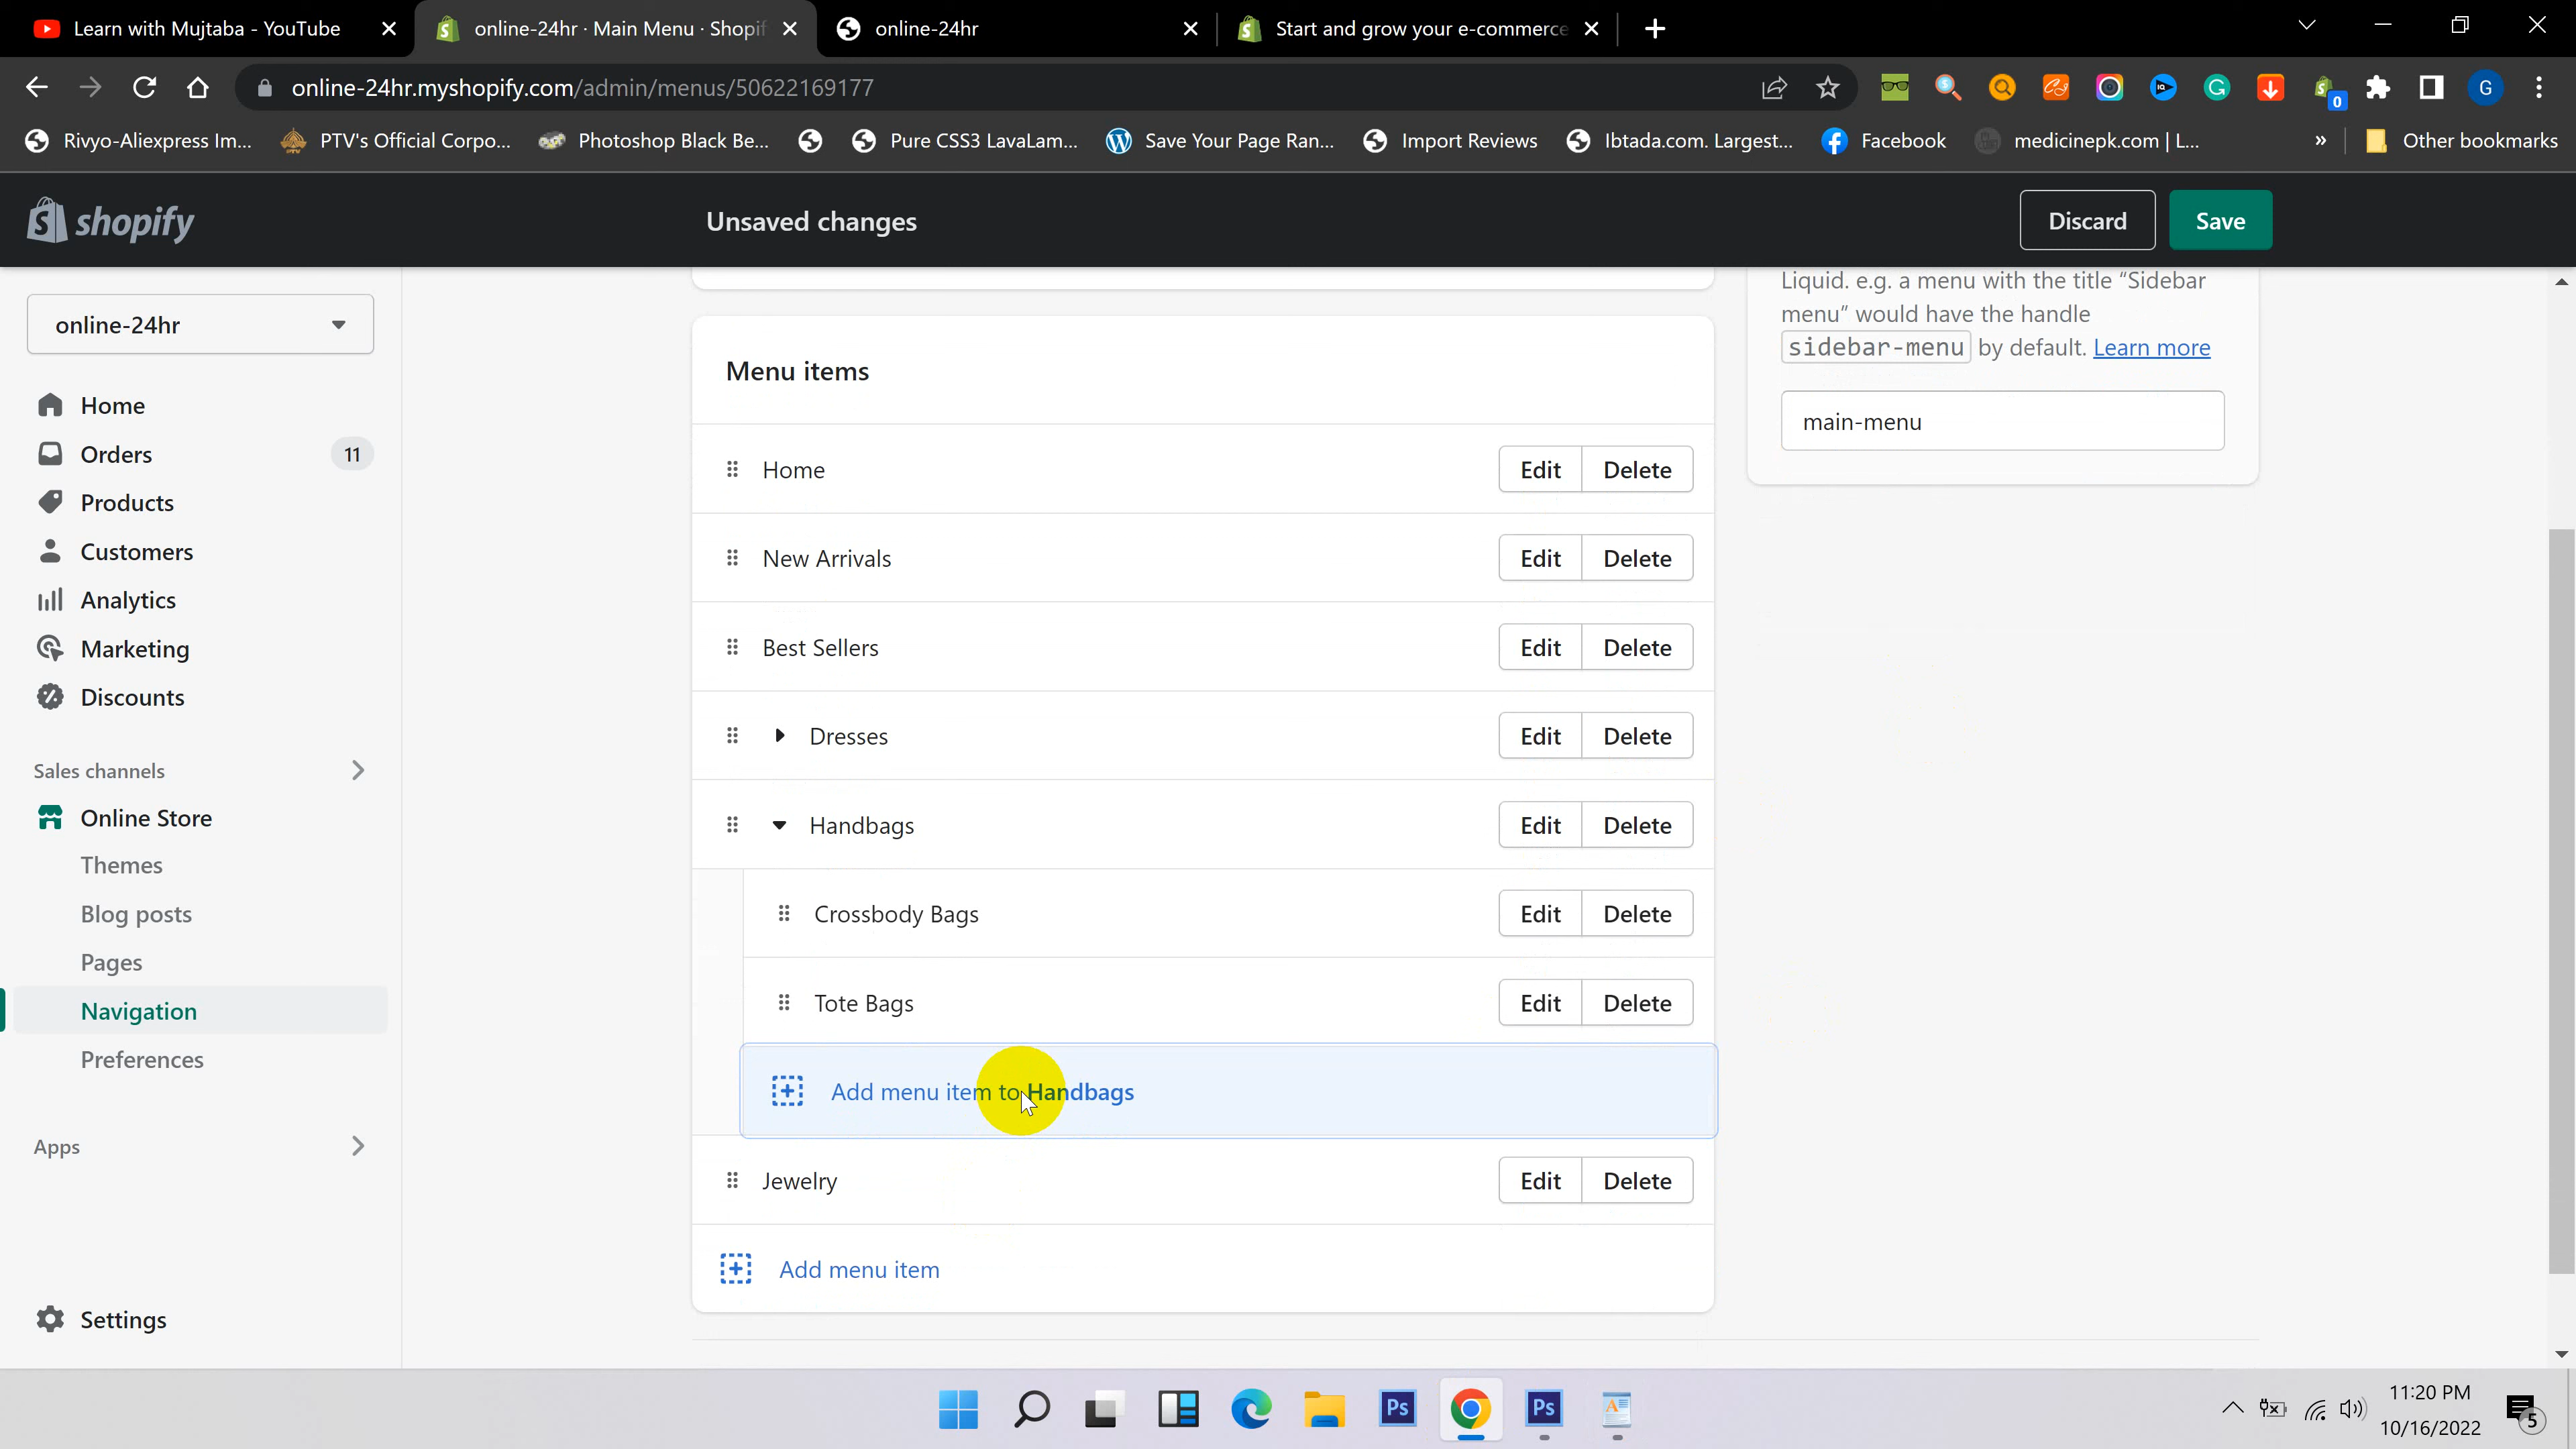 Learn with Mujtaba - YouTube
online-24hr · Main Menu · Shopif
online-24hr
Start and grow your e-commerce
online-24hr.myshopify.com/admin/menus/50622169177
G
0
Rivyo-Aliexpress Im...
PTV's Official Corpo...
Photoshop Black Be...
Pure CSS3 LavaLam...
Save Your Page Ran...
Import Reviews
Ibtada.com. Largest...
Facebook
medicinepk.com | L...
»
Other bookmarks
shopify
Unsaved changes
Discard
Save
online-24hr
Home
Orders
11
Products
Customers
Analytics
Marketing
Discounts
Sales channels
Online Store
Themes
Blog posts
Pages
Navigation
Preferences
Apps
Settings
Menu items
Home
Edit
Delete
New Arrivals
Edit
Delete
Best Sellers
Edit
Delete
Dresses
Edit
Delete
Handbags
Edit
Delete
Crossbody Bags
Edit
Delete
Tote Bags
Edit
Delete
Add menu item to Handbags
Jewelry
Edit
Delete
Add menu item
Liquid. e.g. a menu with the title “Sidebar
menu” would have the handle
sidebar-menu by default. Learn more
main-menu
Ps
Ps
11:20 PM
10/16/2022
5